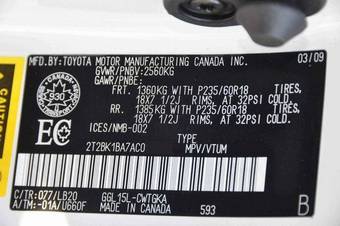 MFD.BY:TOYOTA MOTOR MANUFACTURING CANADA INC. 03/09
GVWR/PNBV:2560KG
GAWR/PNBE:
FRT. 1360KG WITH P235/60R18 TIRES,
18X7 1/2J RIMS, AT 32PSI COLD
RR. 1385KG WITH P235/60R18 TIRES,
18X7 1/2J RIMS, AT 32PSI COLD
CANADA
930
ICES/NMB-002
2T2BK1BA7AC0 MPV/VTUM
C/TR:077/LB20 GGL15L-CWTGKA
A/TM:-01A/U660F MADE IN CANADA 593 B
CAUTION